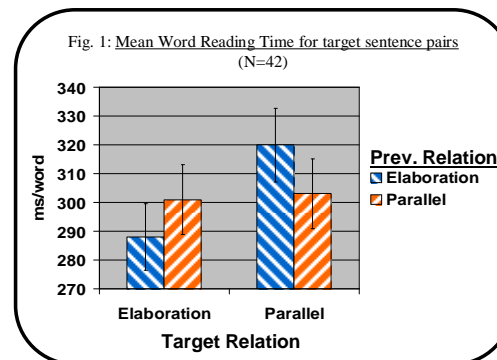 Fig. 1: Mean Word Reading Time for target sentence pairs
(N=42)
340
330
320
310
300
290
280
270
ms/word
Elaboration
Parallel
Target Relation
Prev. Relation
Elaboration
Parallel